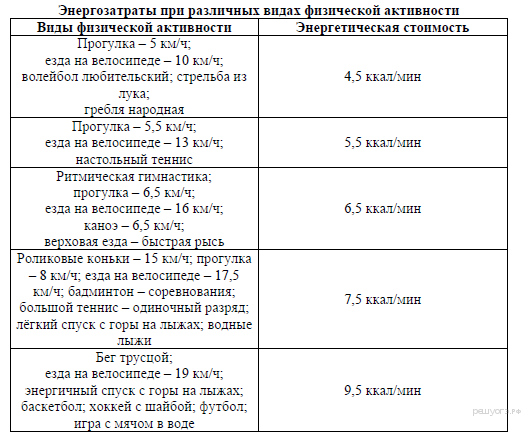 Энергозатраты при различных видах физической активности
Виды физической активности
Энергетическая стоимость
Прогулка – 5 км/ч;
езда на велосипеде – 10 км/ч;
волейбол любительский; стрельба из
лука;
гребля народная
4,5 ккал/мин
Прогулка – 5,5 км/ч;
езда на велосипеде – 13 км/ч;
настольный теннис
5,5 ккал/мин
Ритмическая гимнастика;
прогулка – 6,5 км/ч;
езда на велосипеде – 16 км/ч;
каноэ – 6,5 км/ч;
верховая езда – быстрая рысь
6,5 ккал/мин
Роликовые коньки – 15 км/ч; прогулка
– 8 км/ч; езда на велосипеде – 17,5
км/ч; бадминтон – соревнования;
большой теннис – одиночный разряд;
лёгкий спуск с горы на лыжах; водные
лыжи
7,5 ккал/мин
Бег трусцой;
езда на велосипеде – 19 км/ч;
энергичный спуск с горы на лыжах;
баскетбол; хоккей с шайбой; футбол;
игра с мячом в воде
9,5 ккал/мин
решуогэ.рф